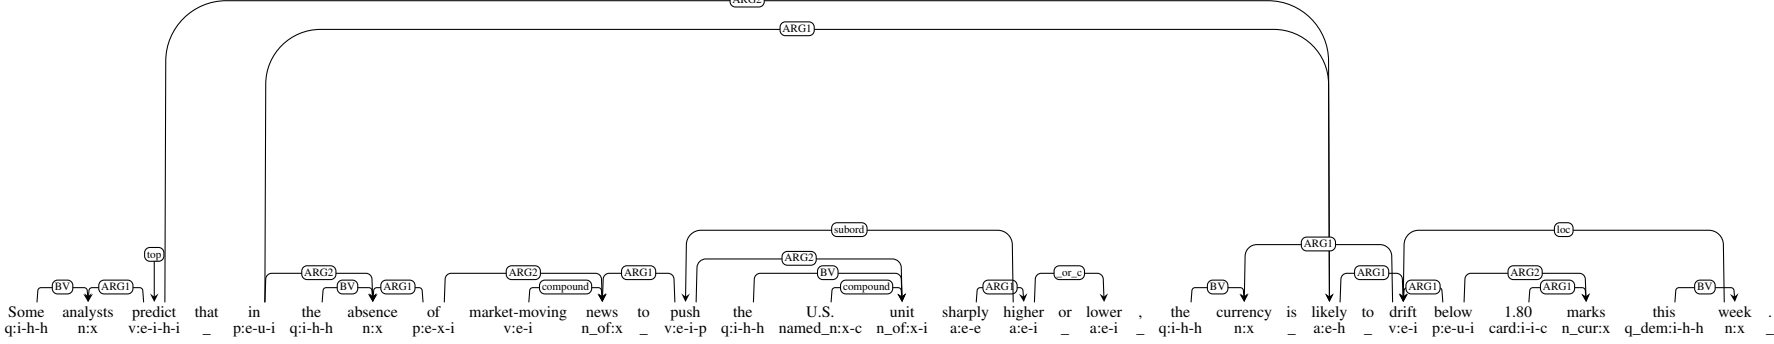 ARG2
ARG1
subord
top
ARG1
loc
ARG2
BV
ARG1
ARG2
BV
ARG1
ARG2
compound
ARG1
ARG2
BV
compound
ARG1
_or_c
BV
ARG1
ARG1
ARG2
ARG1
BV
Some analysts predict that in the absence of market-moving news to push the U.S. unit sharply higher or lower , the currency is likely to drift below 1.80 marks this week .
q:i-h-h n:x v:e-i-h-i _ p:e-u-i q:i-h-h n:x p:e-x-i v:e-i n_of:x _ v:e-i-p q:i-h-h named_n:x-c n_of:x-i a:e-e a:e-i _ a:e-i _ q:i-h-h n:x _ a:e-h _ v:e-i p:e-u-i card:i-i-c n_cur:x q_dem:i-h-h n:x _